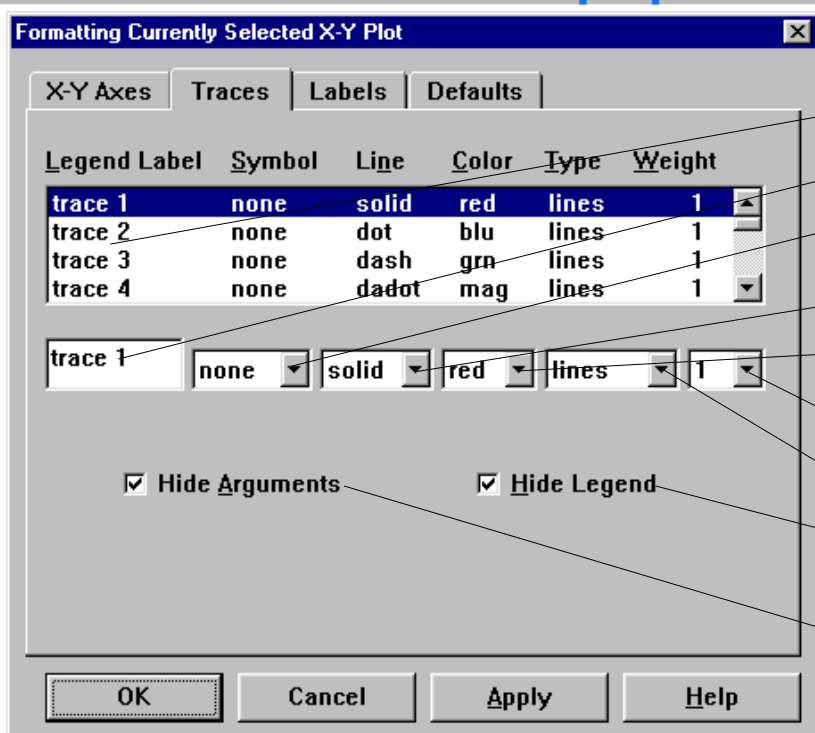 Formatting Currently Selected X-Y Plot
X-Y Axes Traces Labels Defaults
Legend Label Symbol Line Color Type Weight
trace 1 none solid red lines 1
trace 2 none dot blu lines 1
trace 3 none dash grn lines 1
trace 4 none dadot mag lines 1
trace 1 none solid red lines 1
Hide Arguments Hide Legend
OK Cancel Apply Help